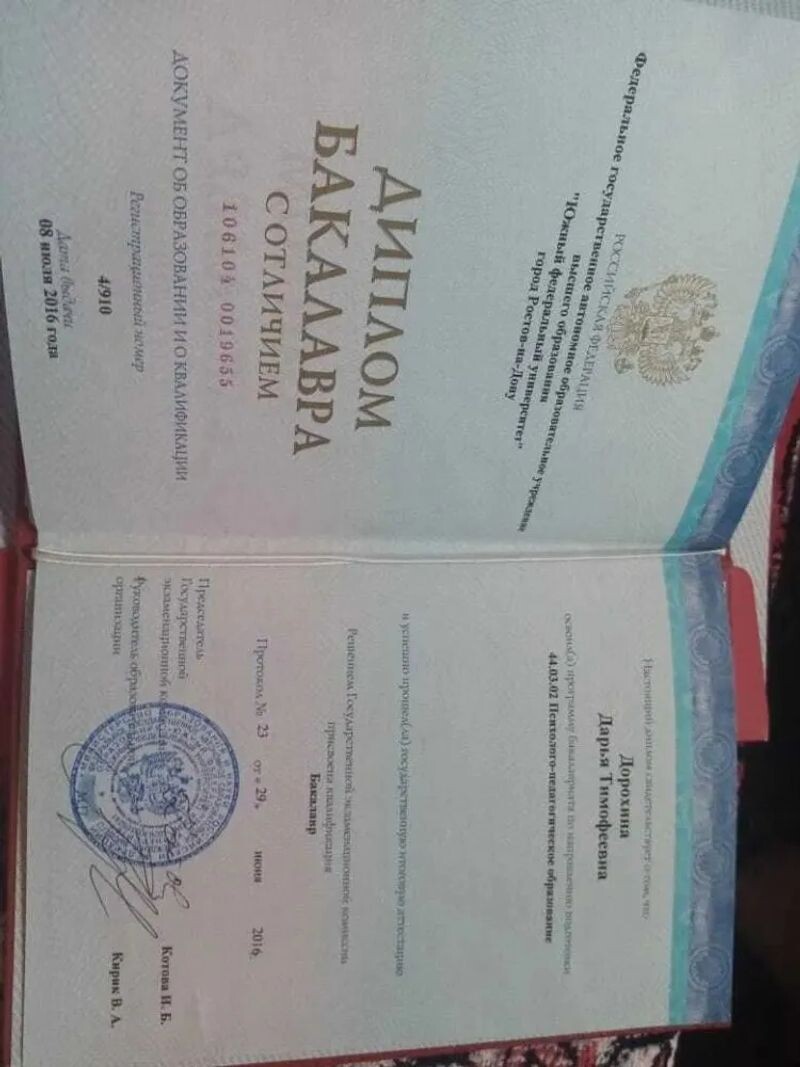 РОССИЙСКАЯ ФЕДЕРАЦИЯ
Федеральное государственное автономное образовательное учреждение
высшего образования
"Южный федеральный университет"
город Ростов-на-Дону
ДИПЛОМ
БАКАЛАВРА
С ОТЛИЧИЕМ
106104 0019655
ДОКУМЕНТ ОБ ОБРАЗОВАНИИ И О КВАЛИФИКАЦИИ
Регистрационный номер
4/910
Дата выдачи
08 июля 2016 года
Настоящий диплом свидетельствует о том, что
Дорохина
Дарья Тимофеевна
освоил(а) программу бакалавриата по направлению подготовки
44.03.02 Психолого-педагогическое образование
и успешно прошел(ла) государственную итоговую аттестацию
Решением Государственной экзаменационной комиссии
присвоена квалификация
Бакалавр
Протокол № 23 от « 29» июня 2016
Председатель
Государственной
экзаменационной
Котова И. Б.
Руководитель
организации
Кирик В. А.